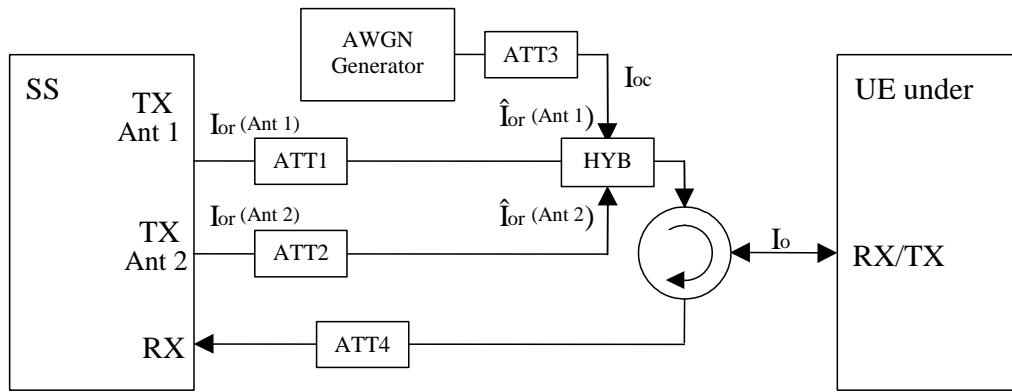 AWGN
Generator
ATT3
SS
UE under
Ioc
TX
Ant 1
Ior (Ant 1)
Îor (Ant 1)
ATT1
HYB
TX
Ant 2
Ior (Ant 2)
Îor (Ant 2)
ATT2
Io
RX/TX
RX
ATT4